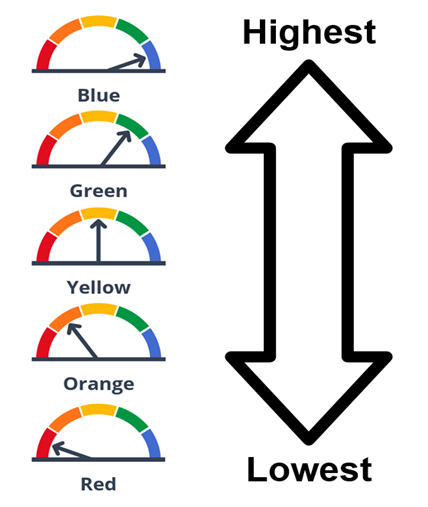 Highest
Blue
Green
Yellow
Orange
Red
Lowest